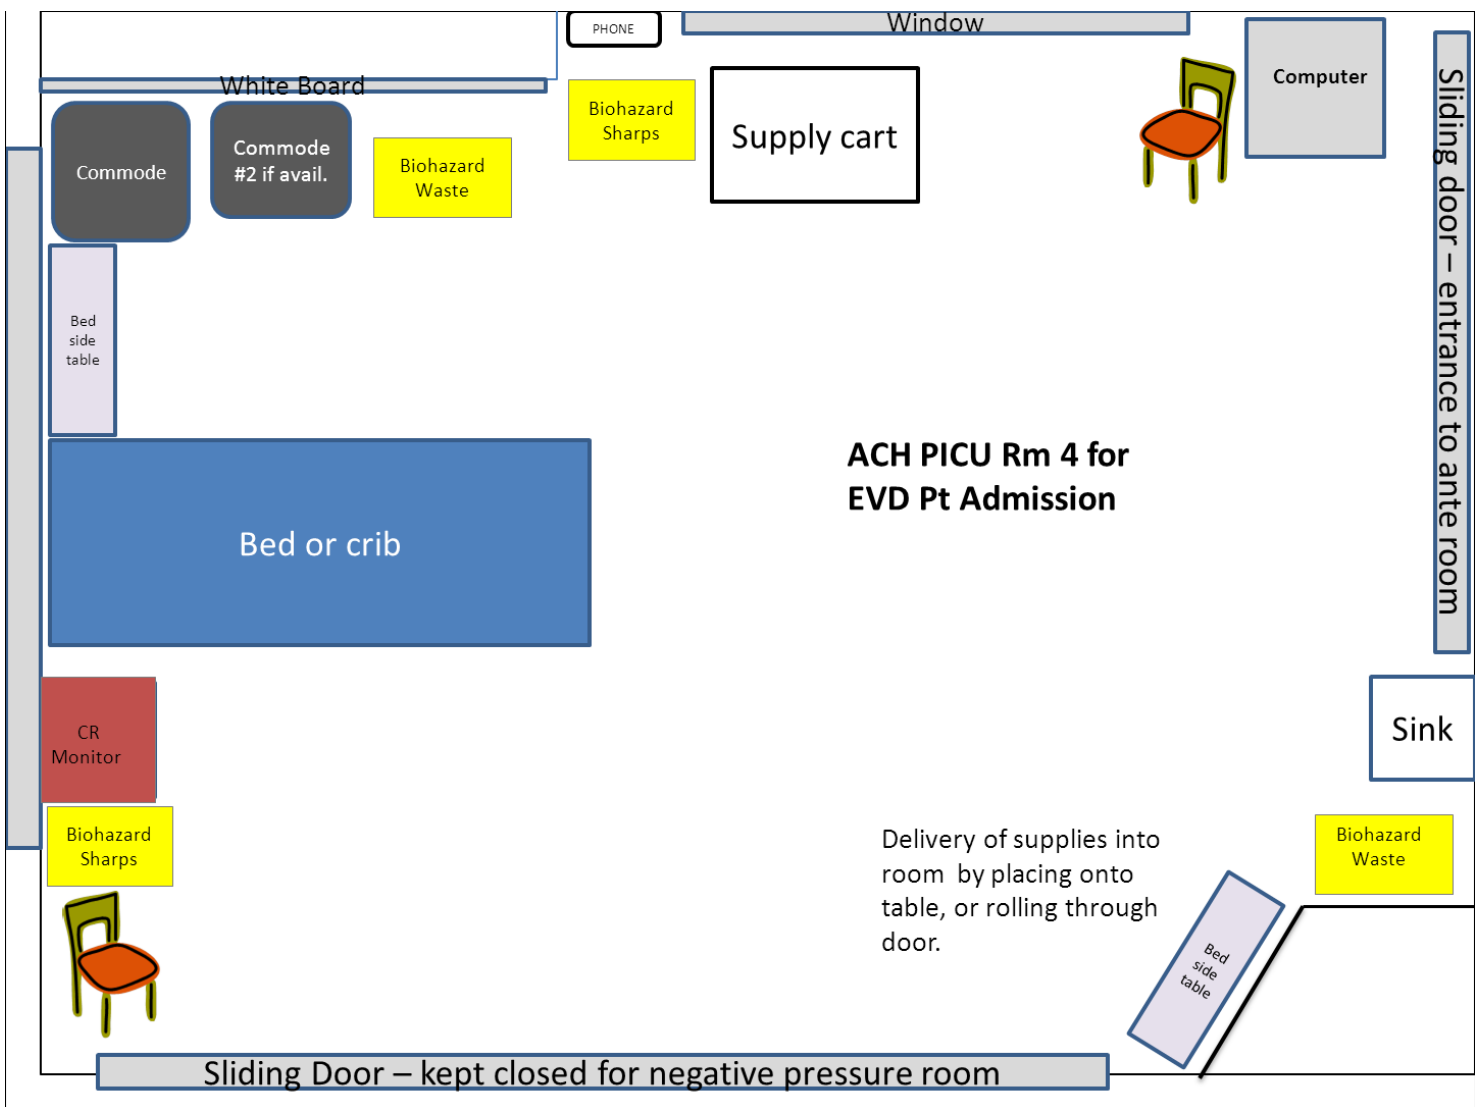 PHONE
Window
White Board
Computer
Biohazard
Sharps
Supply cart
Commode
Commode
#2 if avail.
Biohazard
Waste
Sliding door – entrance to ante room
Bed
side
table
ACH PICU Rm 4 for
EVD Pt Admission
Bed or crib
CR
Monitor
Sink
Biohazard
Sharps
Delivery of supplies into
room  by placing onto
table, or rolling through
door.
Biohazard
Waste
Bed
side
table
Sliding Door – kept closed for negative pressure room